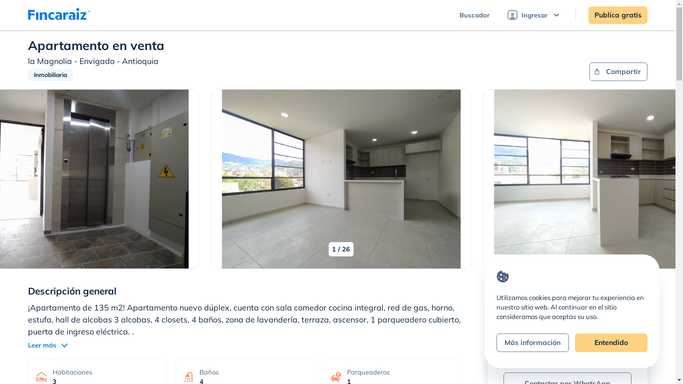 Fincaraiz
Buscador
Ingresar
Publica gratis
Apartamento en venta
la Magnolia - Envigado - Antioquia
Inmobiliaria
Compartir
1 / 26
Descripción general
¡Apartamento de 135 m2! Apartamento nuevo dúplex, cuenta con sala comedor cocina integral, red de gas, horno,
estufa, hall de alcobas 3 alcobas, 4 closets, 4 baños, zona de lavandería, terraza, ascensor, 1 parqueadero cubierto,
puerta de ingreso eléctrica. .
Leer más
Habitaciones
3
Baños
4
Parqueaderos
1
Utilizamos cookies para mejorar tu experiencia en
nuestro sitio web. Al continuar en el sitio
consideramos que aceptas su uso.
Más información
Entendido
Contactar por WhatsApp